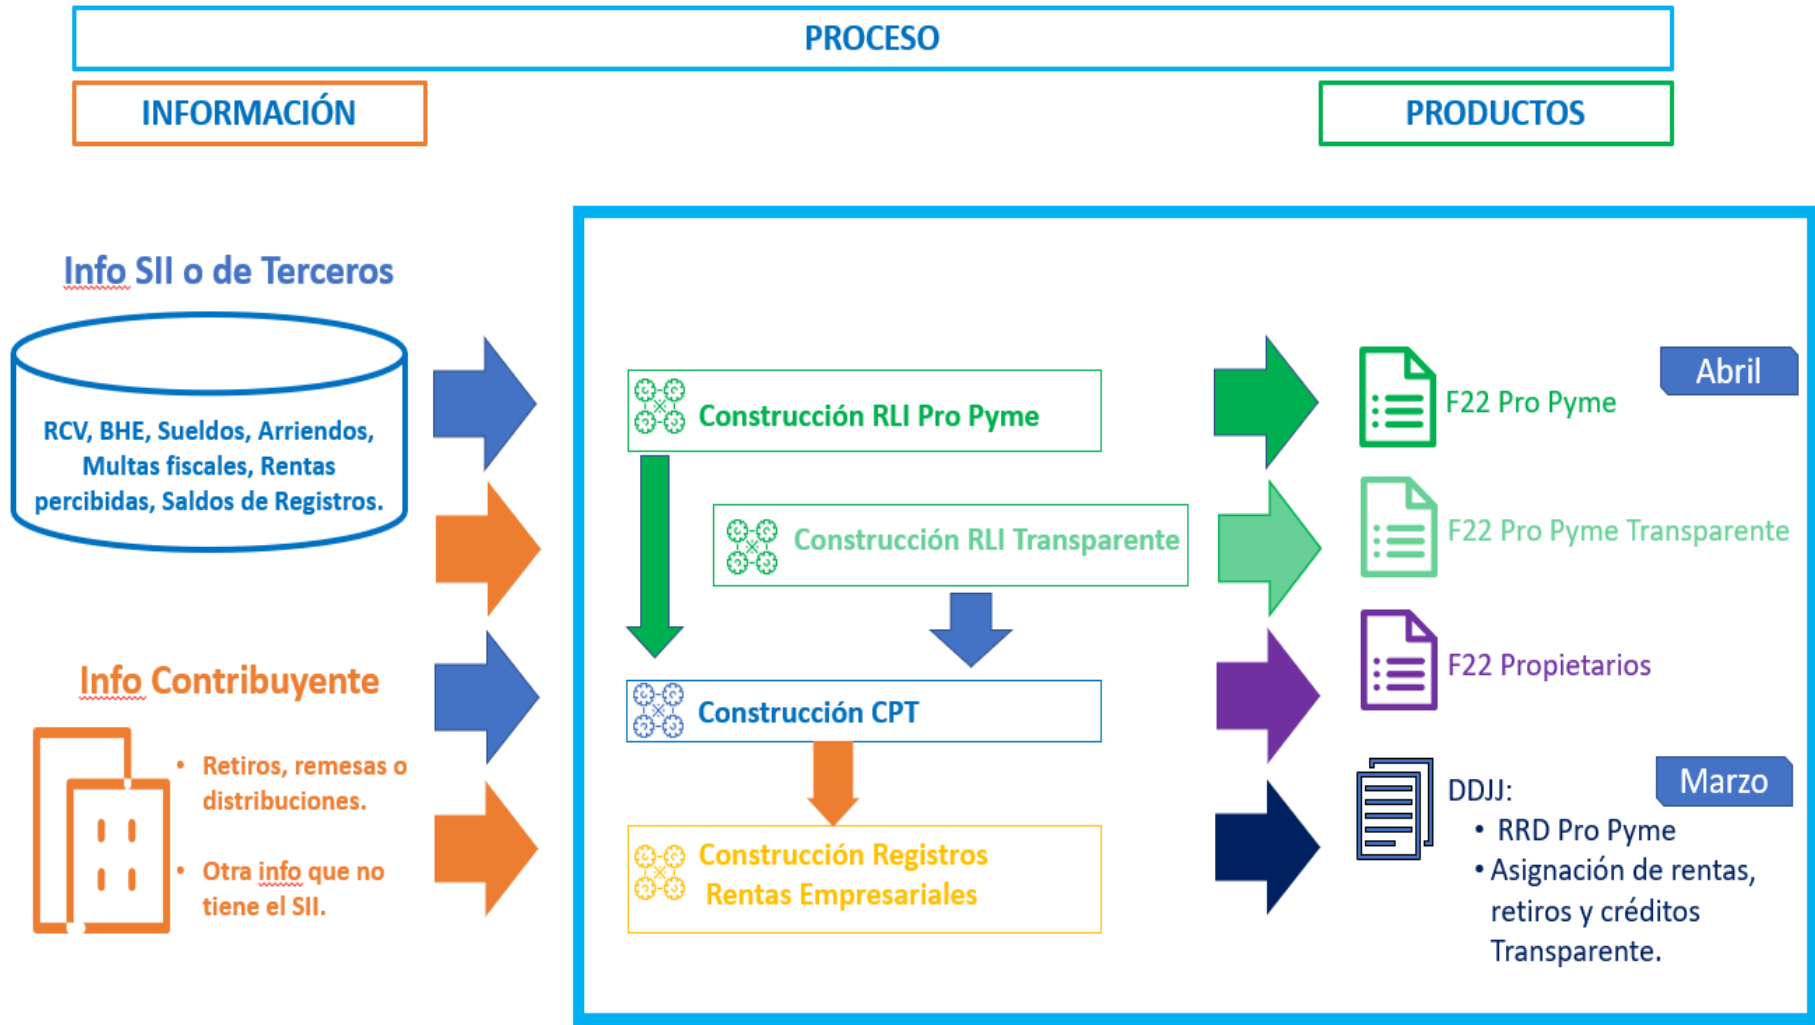 PROCESO
INFORMACIÓN
PRODUCTOS
Info SII o de Terceros
RCV, BHE, Sueldos, Arriendos,
Multas fiscales, Rentas
percibidas, Saldos de Registros.
Info Contribuyente
• Retiros, remesas o
distribuciones.
• Otra info que no
tiene el SII.
Construcción RLI Pro Pyme
Construcción RLI Transparente
Construcción CPT
Construcción Registros
Rentas Empresariales
Abril
F22 Pro Pyme
F22 Pro Pyme Transparente
F22 Propietarios
Marzo
DDJJ:
• RRD Pro Pyme
• Asignación de rentas,
retiros y créditos
Transparente.